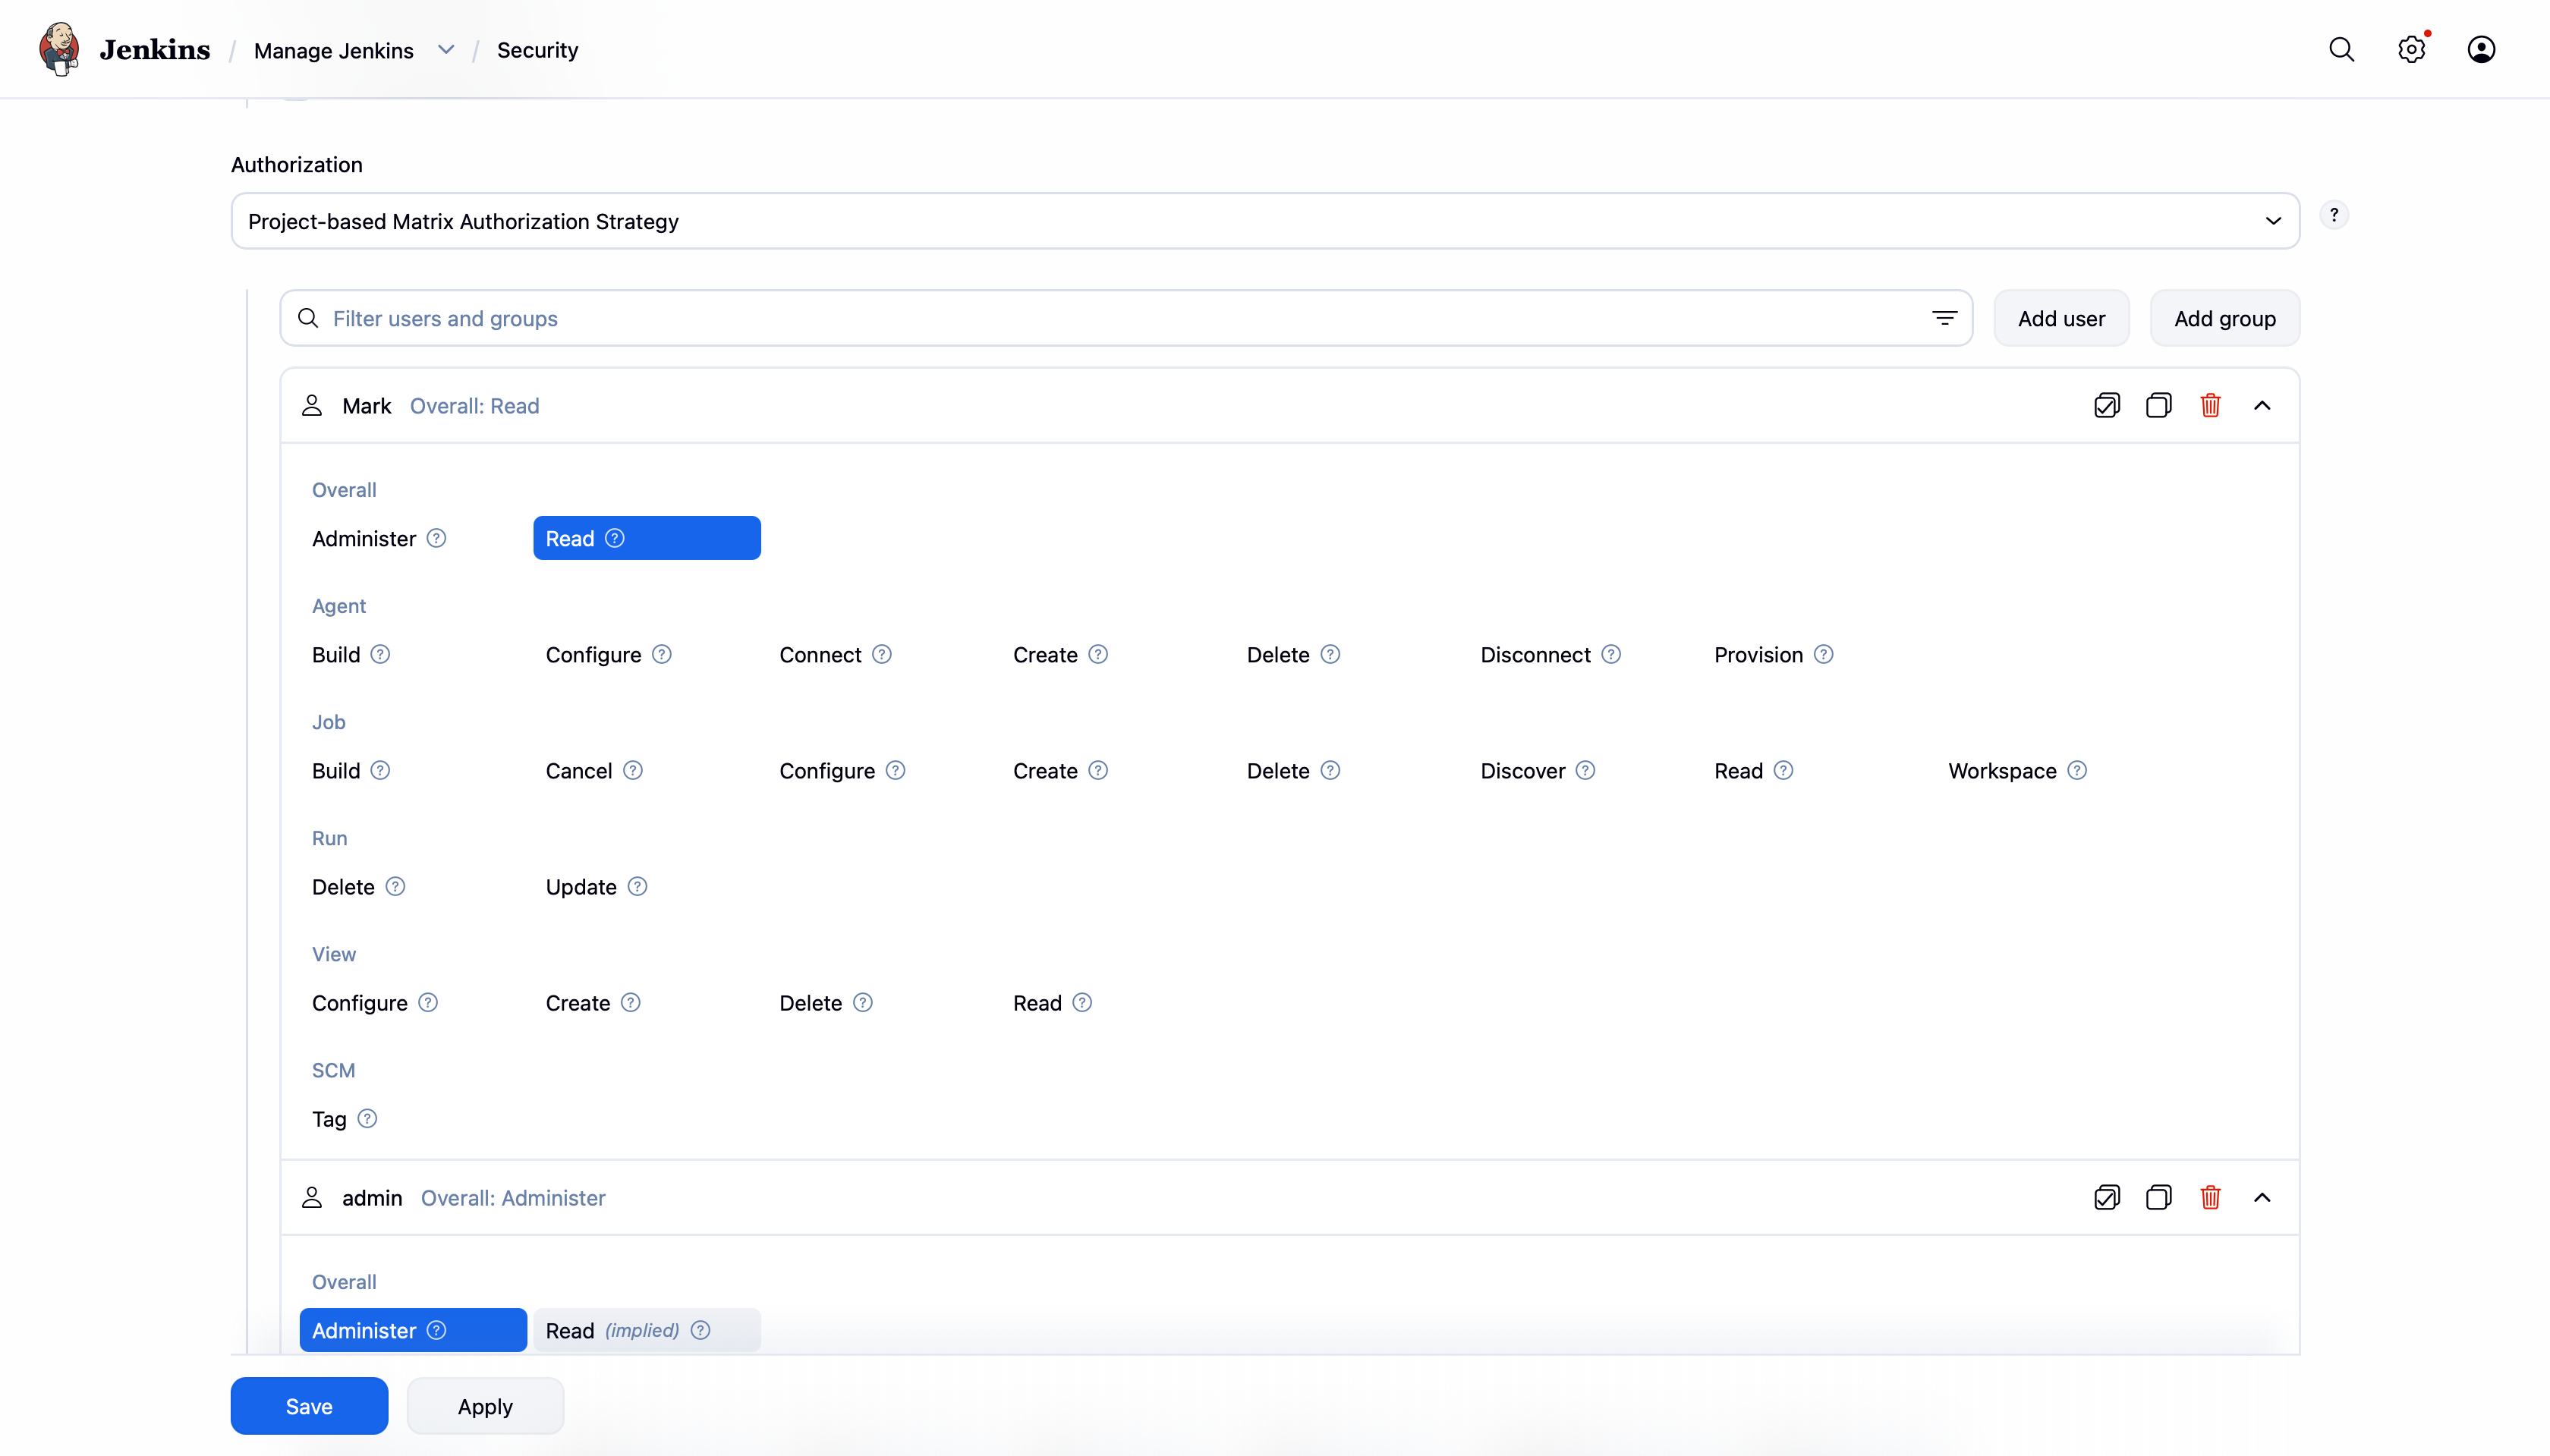 Jenkins / Manage Jenkins / Security
Authorization
Project-based Matrix Authorization Strategy
?
Filter users and groups
Add user
Add group
Mark Overall: Read
Overall
Administer ? Read ?
Agent
Build ? Configure ? Connect ? Create ? Delete ? Disconnect ? Provision ?
Job
Build ? Cancel ? Configure ? Create ? Delete ? Discover ? Read ? Workspace ?
Run
Delete ? Update ?
View
Configure ? Create ? Delete ? Read ?
SCM
Tag ?
admin Overall: Administer
Overall
Administer ? Read (implied) ?
Save Apply